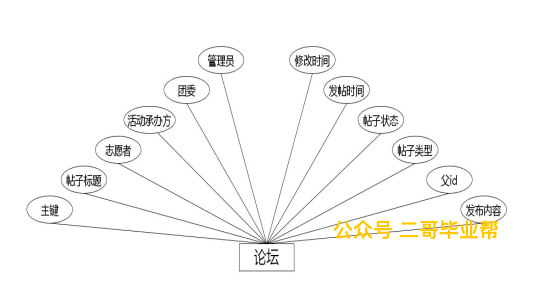 管理员
修改时间
团委
发帖时间
活动承办方
帖子状态
志愿者
帖子类型
帖子标题
父id
主键
发布内容
公众号 二哥毕业帮
论坛